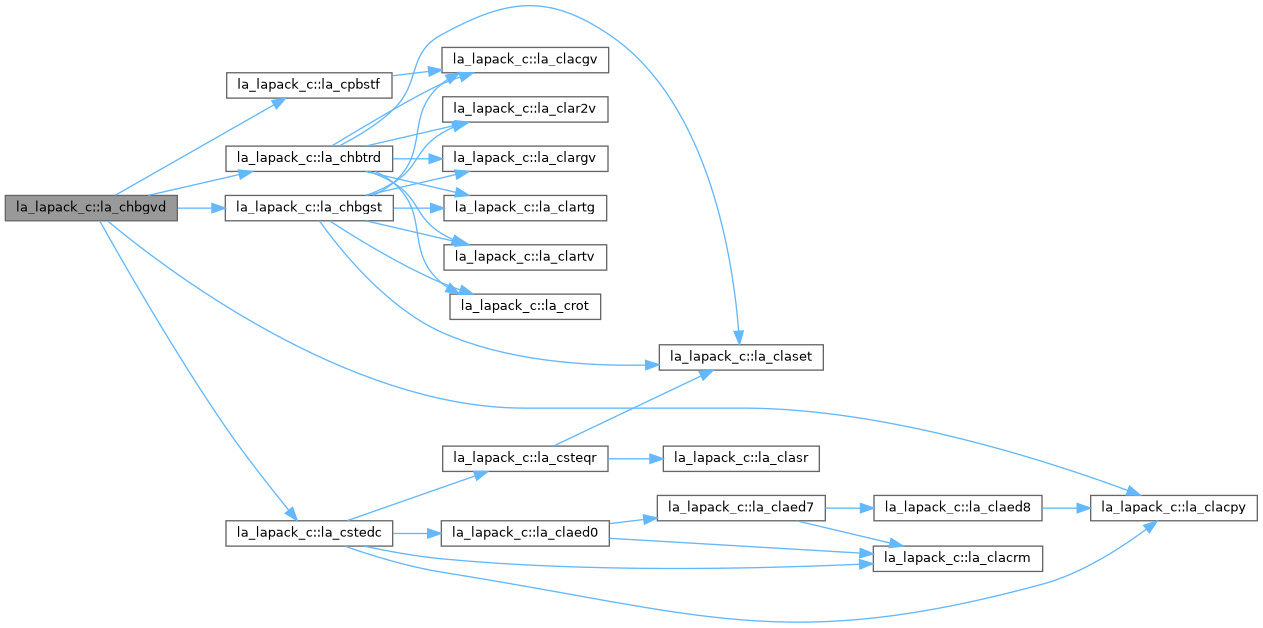 la_lapack_c::la_chbgvd
la_lapack_c::la_cpbstf
la_lapack_c::la_chbtrd
la_lapack_c::la_chbgst
la_lapack_c::la_clacgv
la_lapack_c::la_clar2v
la_lapack_c::la_clargv
la_lapack_c::la_clartg
la_lapack_c::la_clartv
la_lapack_c::la_crot
la_lapack_c::la_claset
la_lapack_c::la_csteqr
la_lapack_c::la_clasr
la_lapack_c::la_cstedc
la_lapack_c::la_claed0
la_lapack_c::la_claed7
la_lapack_c::la_claed8
la_lapack_c::la_clacpy
la_lapack_c::la_clacrm